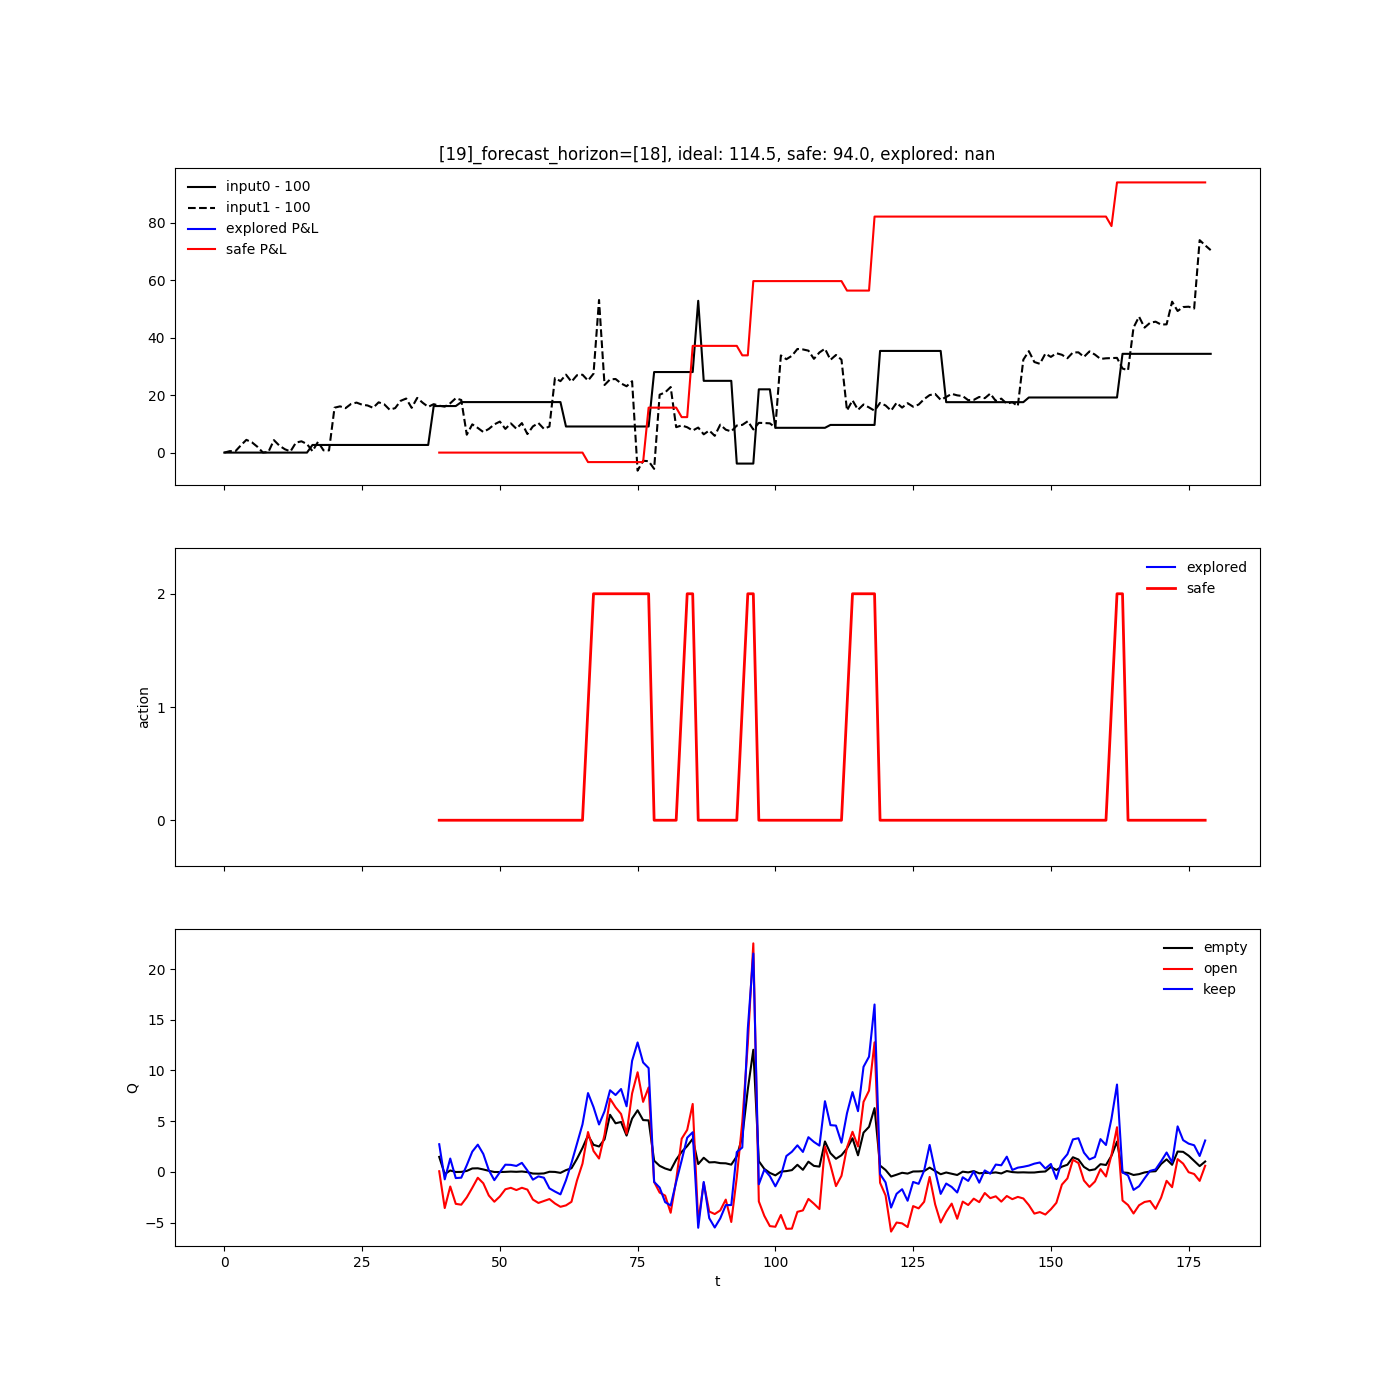 [19]_forecast_horizon=[18], ideal: 114.5, safe: 94.0, explored: nan
input0 - 100
input1 - 100
explored P&L
safe P&L
80
60
40
20
0
explored
safe
2
1
0
action
empty
open
keep
20
15
10
5
0
−5
Q
0 25 50 75 100 125 150 175
t